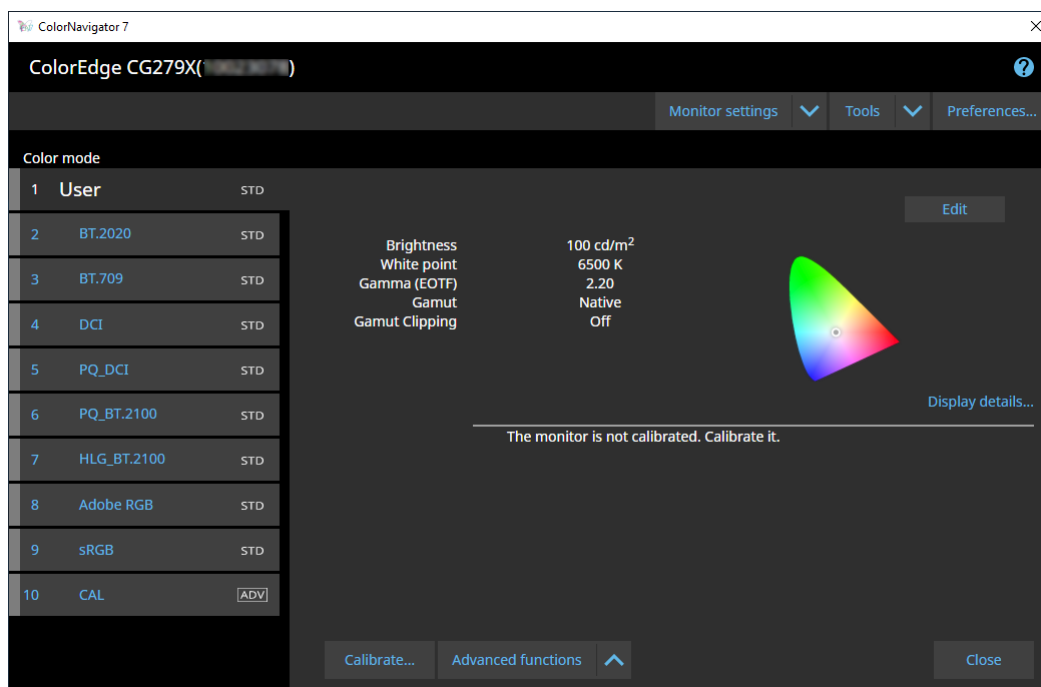 ColorNavigator 7
ColorEdge CG279X( )
Monitor settings Tools Preferences...
Color mode
1 User STD
Edit
2 BT.2020 STD
3 BT.709 STD
4 DCI STD
5 PQ_DCI STD
6 PQ_BT.2100 STD
7 HLG_BT.2100 STD
8 Adobe RGB STD
9 sRGB STD
10 CAL ADV
Brightness 100 cd/m²
White point 6500 K
Gamma (EOTF) 2.20
Gamut Native
Gamut Clipping Off
Display details...
The monitor is not calibrated. Calibrate it.
Calibrate... Advanced functions Close